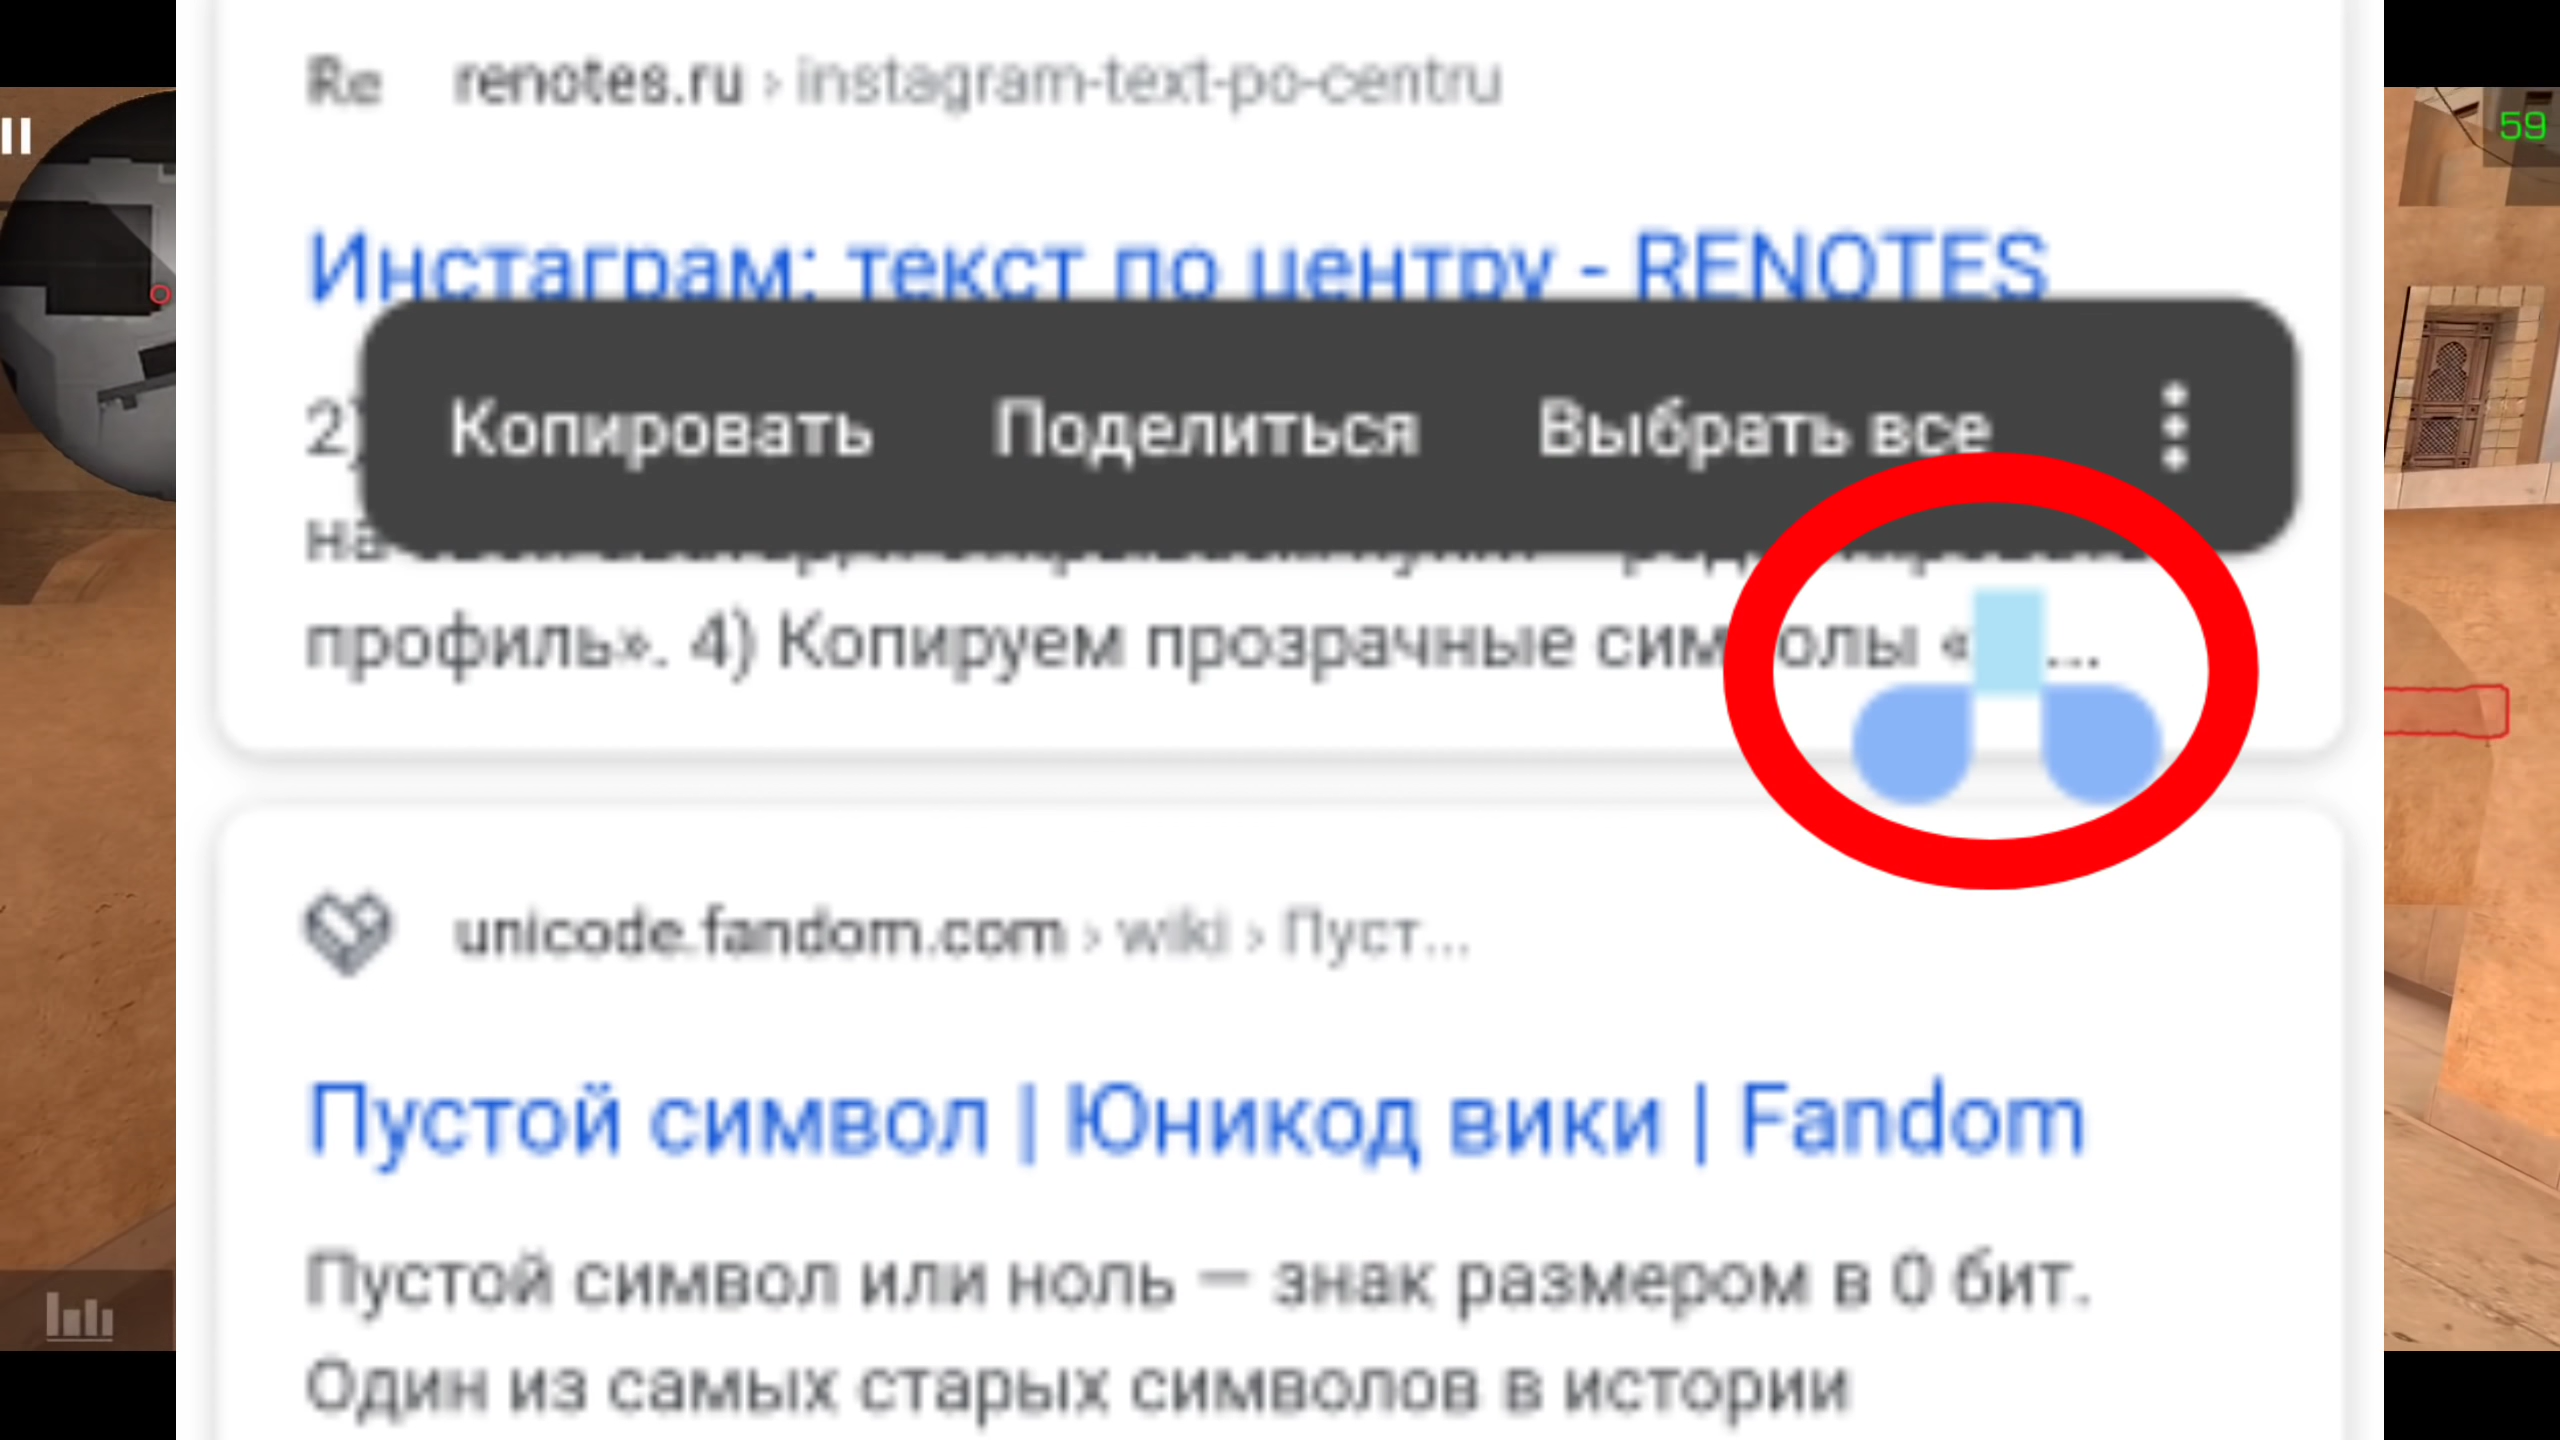 Re renotes.ru › instagram-text-po-centru
59
Инстаграм: текст по центру - RENOTES
Копировать Поделиться Выбрать все
2)
на
профиль». 4) Копируем прозрачные символы « ...
unicode.fandom.com › wiki › Пуст...
Пустой символ | Юникод вики | Fandom
Пустой символ или ноль — знак размером в 0 бит.
Один из самых старых символов в истории